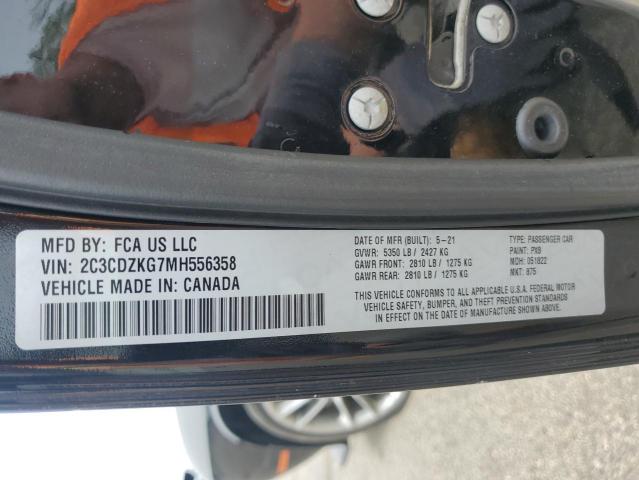 MFD BY: FCA US LLC
VIN: 2C3CDZKG7MH556358
VEHICLE MADE IN: CANADA
DATE OF MFR (BUILT): 5-21
GVWR: 5350 LB / 2427 KG
GAWR FRONT: 2810 LB / 1275 KG
GAWR REAR: 2810 LB / 1275 KG
TYPE: PASSENGER CAR
PAINT: PX8
MDH: 051822
MKT: 875
THIS VEHICLE CONFORMS TO ALL APPLICABLE U.S.A. FEDERAL MOTOR
VEHICLE SAFETY, BUMPER, AND THEFT PREVENTION STANDARDS
IN EFFECT ON THE DATE OF MANUFACTURE SHOWN ABOVE.